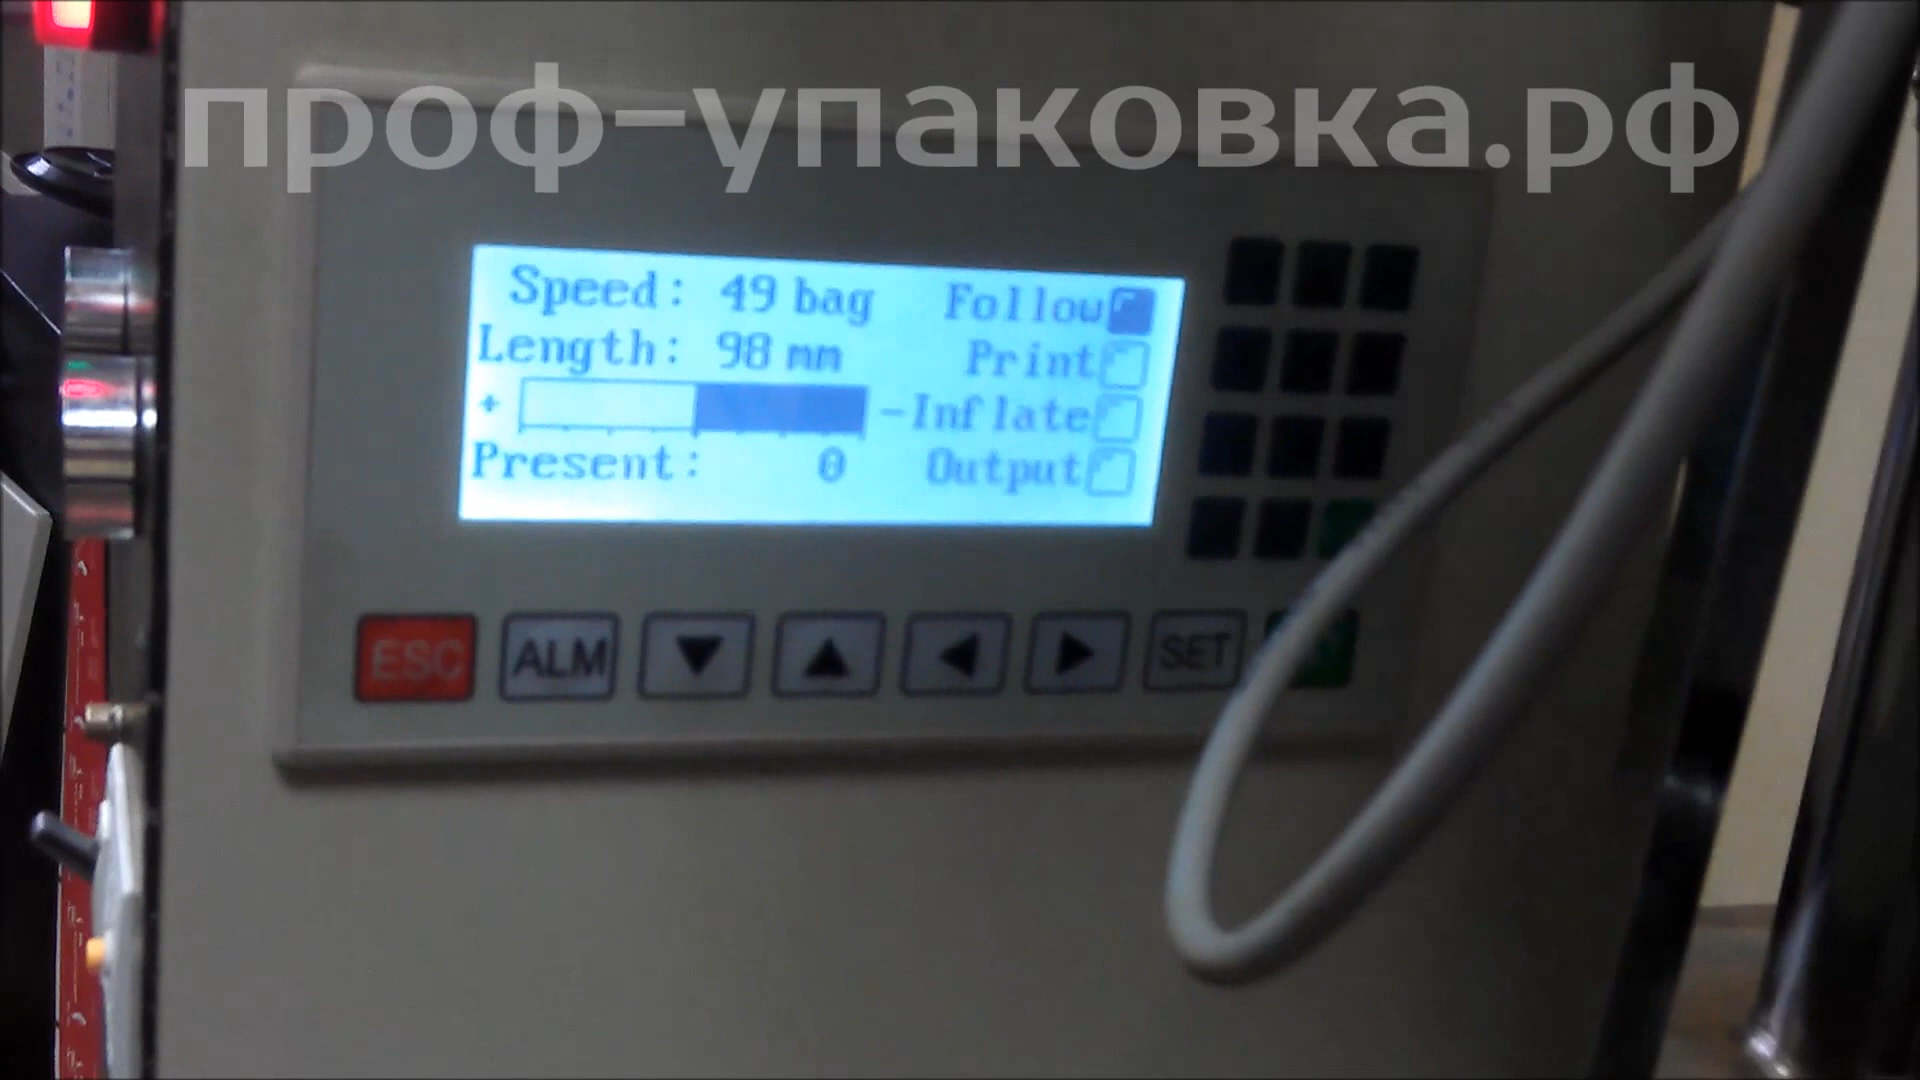 проф-упаковка.рф
Speed: 49 bag Follow
Length: 98 mm Print
+ -Inflate
Present: 0 Output
ESC ALM SET